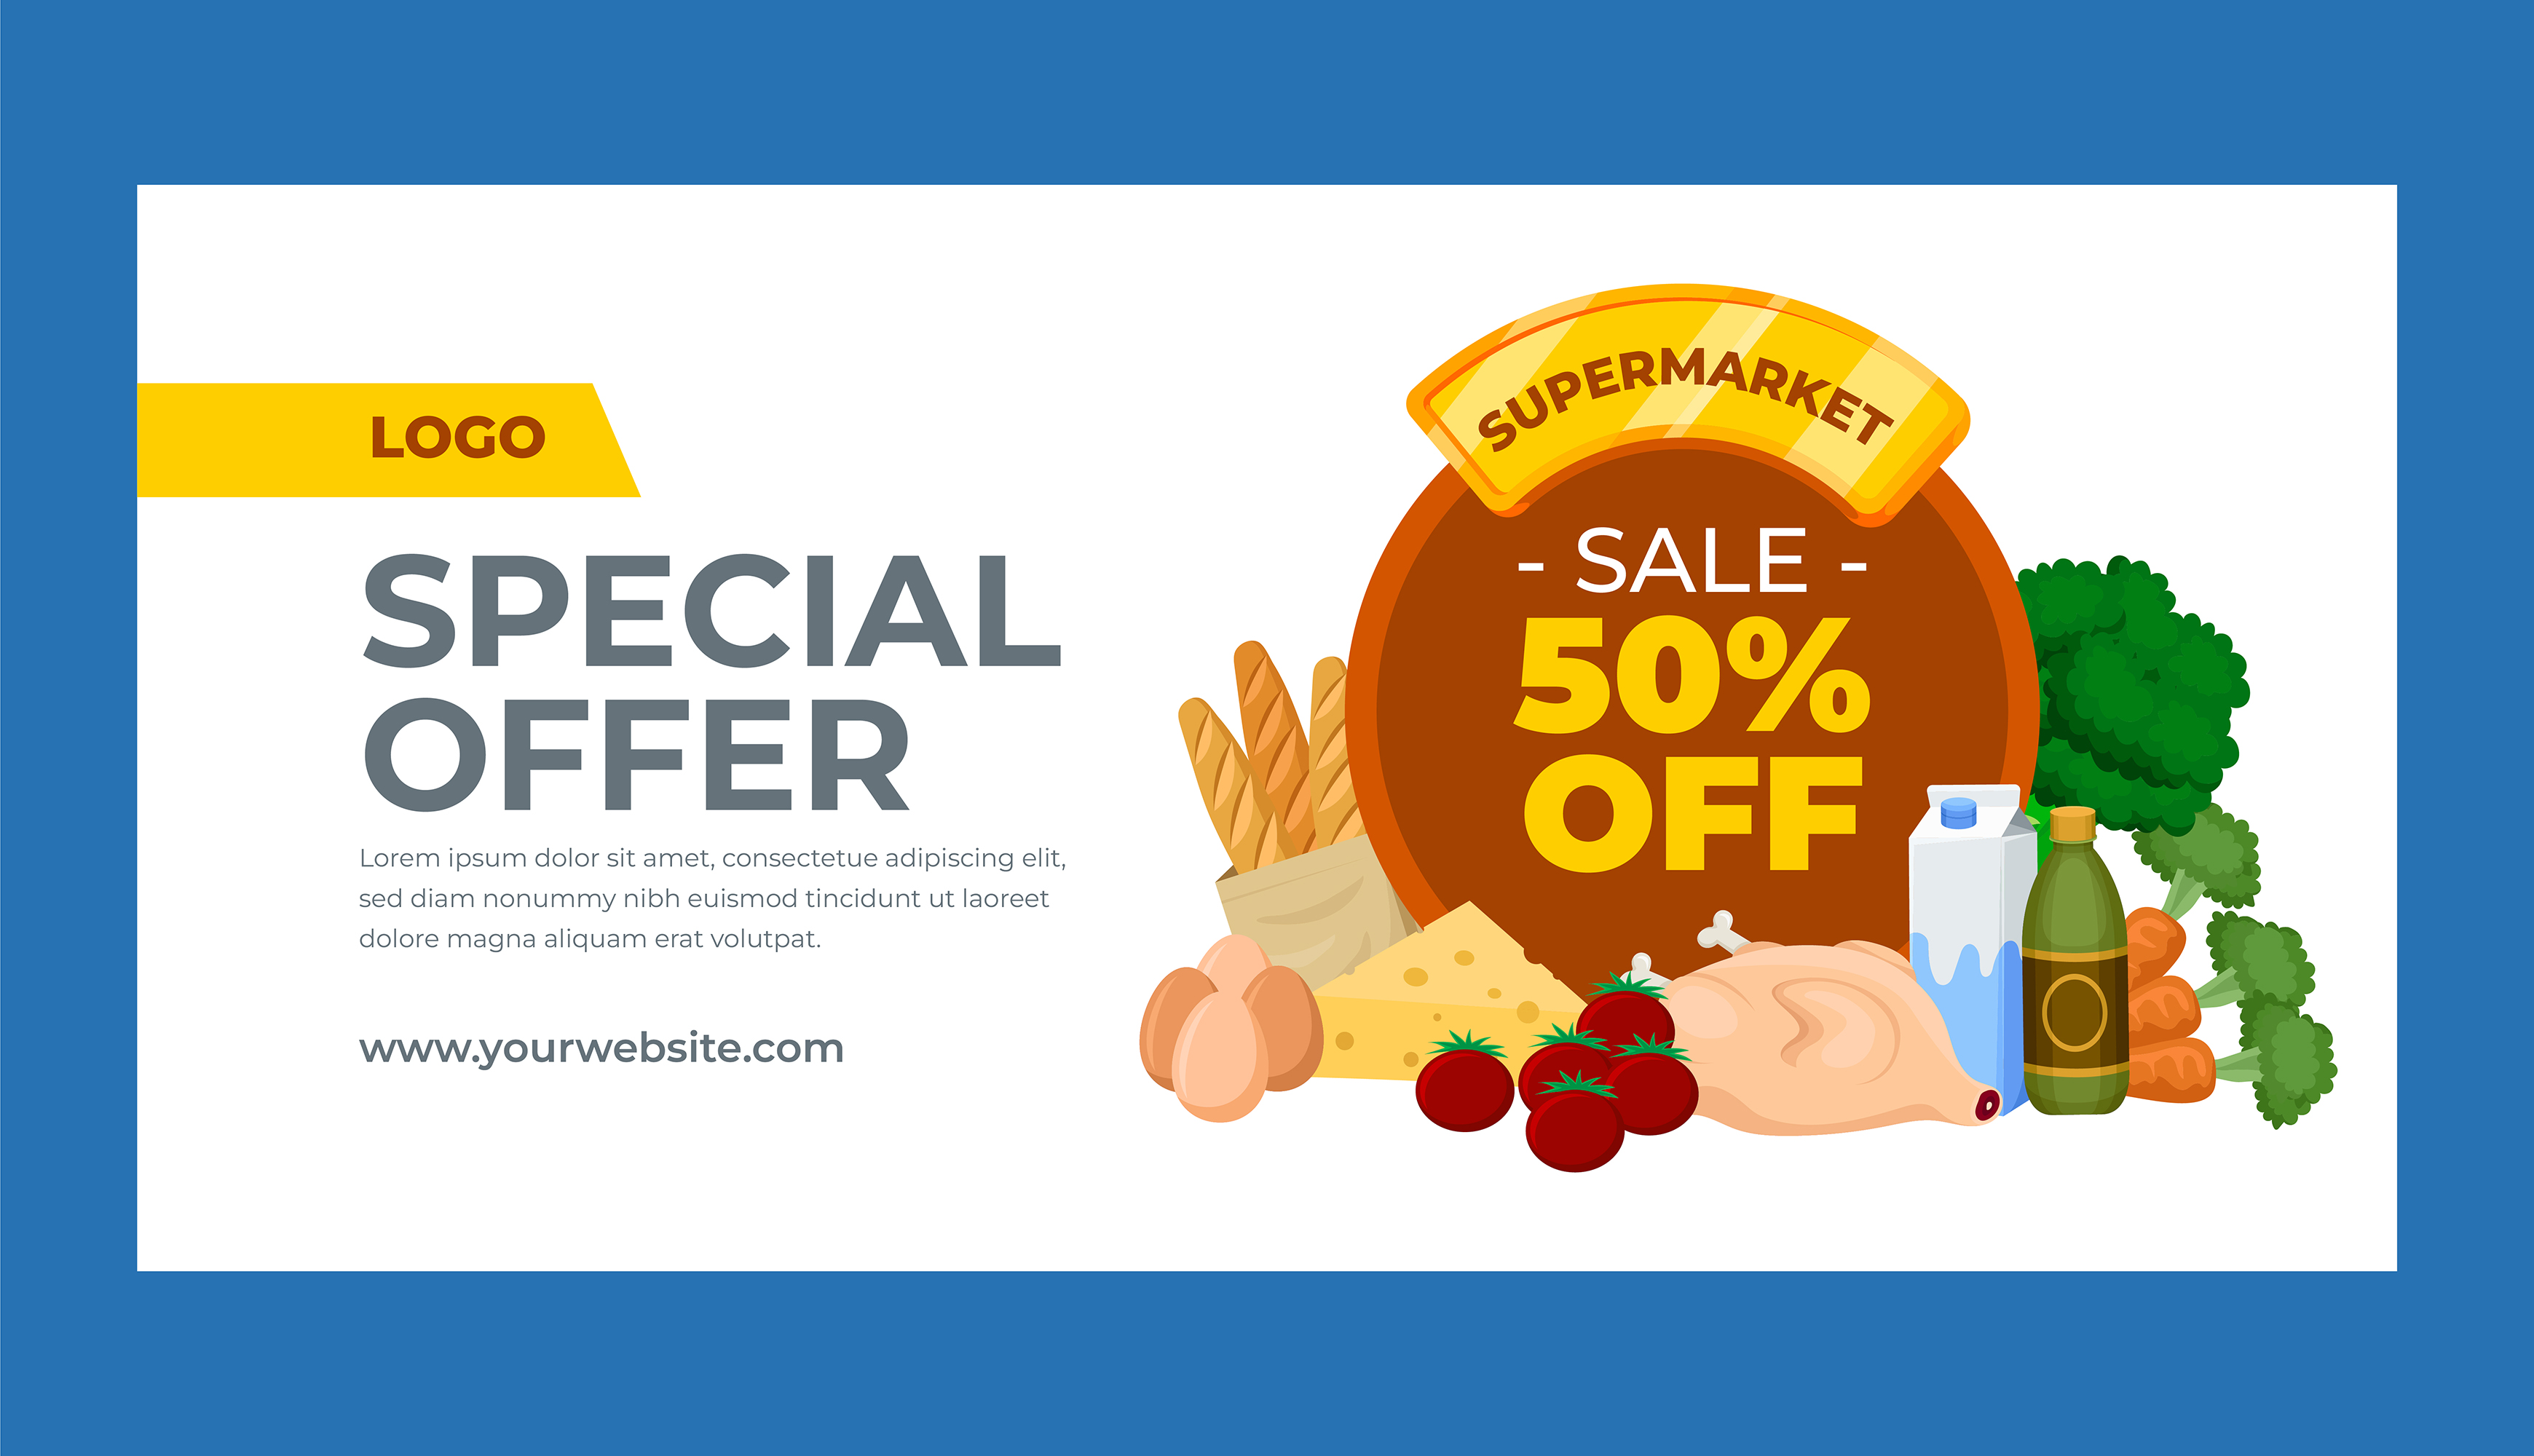 LOGO
SPECIAL
OFFER
Lorem ipsum dolor sit amet, consectetue adipiscing elit,
sed diam nonummy nibh euismod tincidunt ut laoreet
dolore magna aliquam erat volutpat.
www.yourwebsite.com
SUPERMARKET
- SALE -
50%
OFF